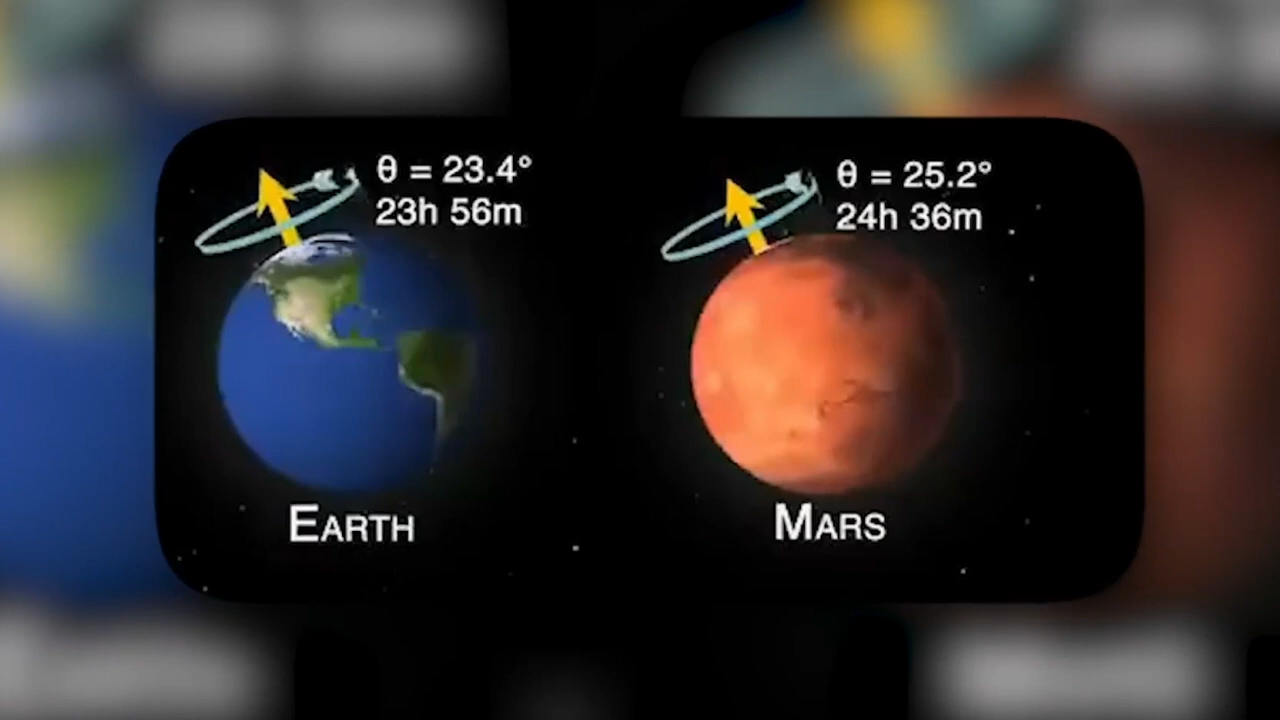 θ = 23.4°
23h 56m
EARTH
θ = 25.2°
24h 36m
MARS